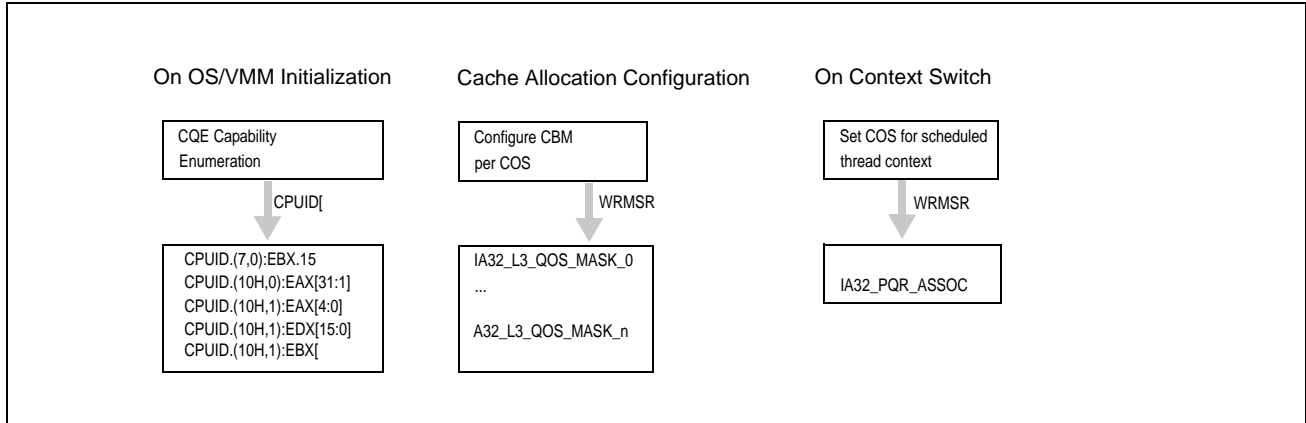 On OS/VMM Initialization
Cache Allocation Configuration
On Context Switch
CQE Capability
Enumeration
Configure CBM
per COS
Set COS for scheduled
thread context
CPUID[
WRMSR
WRMSR
CPUID.(7,0):EBX.15
CPUID.(10H,0):EAX[31:1]
CPUID.(10H,1):EAX[4:0]
CPUID.(10H,1):EDX[15:0]
CPUID.(10H,1):EBX[
IA32_L3_QOS_MASK_0
...
A32_L3_QOS_MASK_n
IA32_PQR_ASSOC